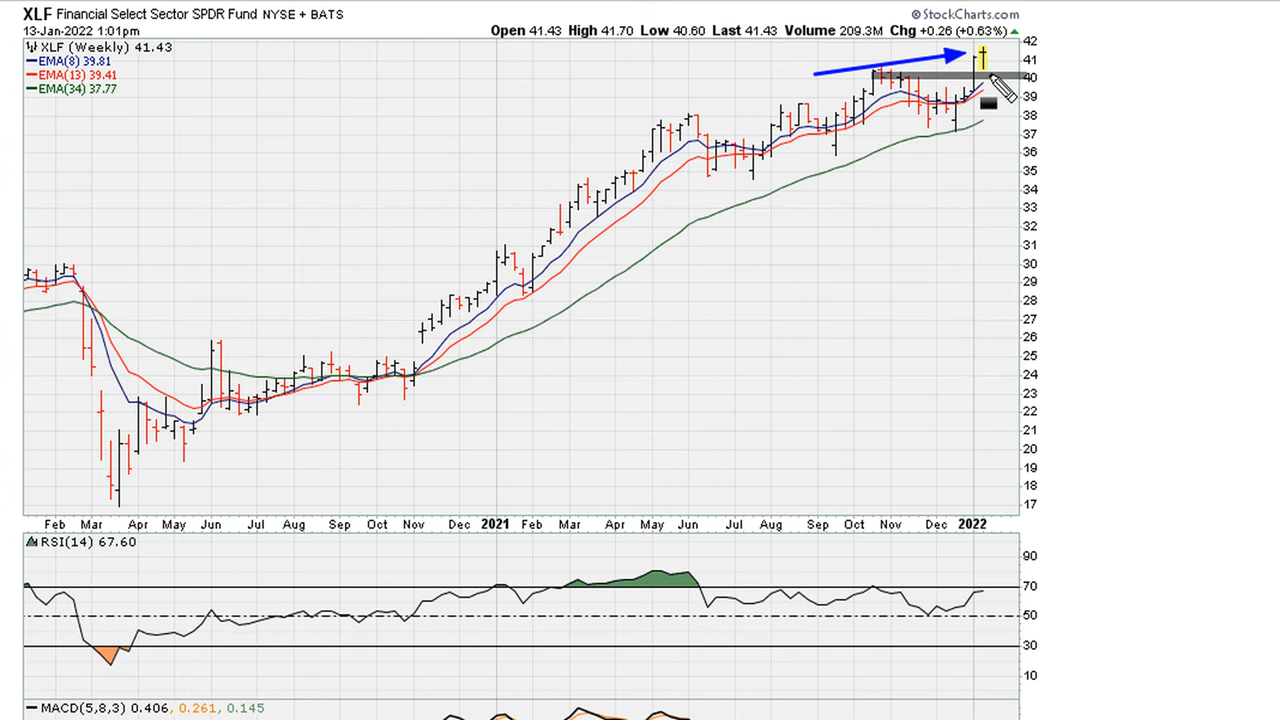 XLF Financial Select Sector SPDR Fund NYSE + BATS
© StockCharts.com
13-Jan-2022 1:01pm
Open 41.43 High 41.70 Low 40.60 Last 41.43 Volume 209.3M Chg +0.26 (+0.63%)
XLF (Weekly) 41.43
EMA(8) 39.81
EMA(13) 39.41
EMA(34) 37.77
42
41
40
39
38
37
36
35
34
33
32
31
30
29
28
27
26
25
24
23
22
21
20
19
18
17
Feb Mar Apr May Jun Jul Aug Sep Oct Nov Dec 2021 Feb Mar Apr May Jun Jul Aug Sep Oct Nov Dec 2022
RSI(14) 67.60
90
70
50
30
10
MACD(5,8,3) 0.406, 0.261, 0.145